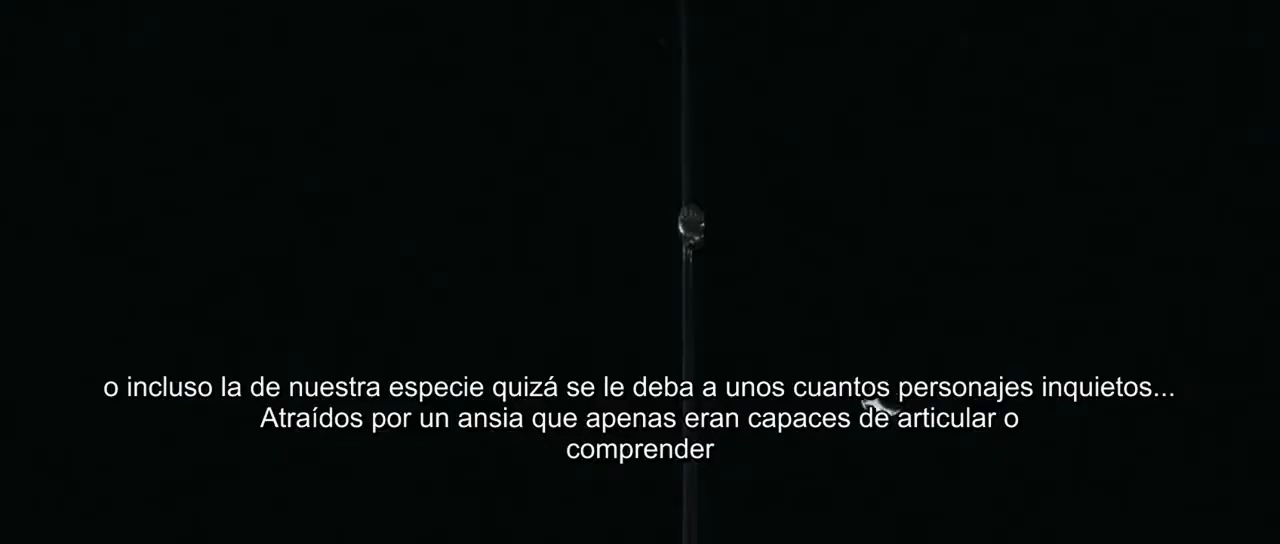 o incluso la de nuestra especie quizá se le deba a unos cuantos personajes inquietos...
Atraídos por un ansia que apenas eran capaces de articular o
comprender